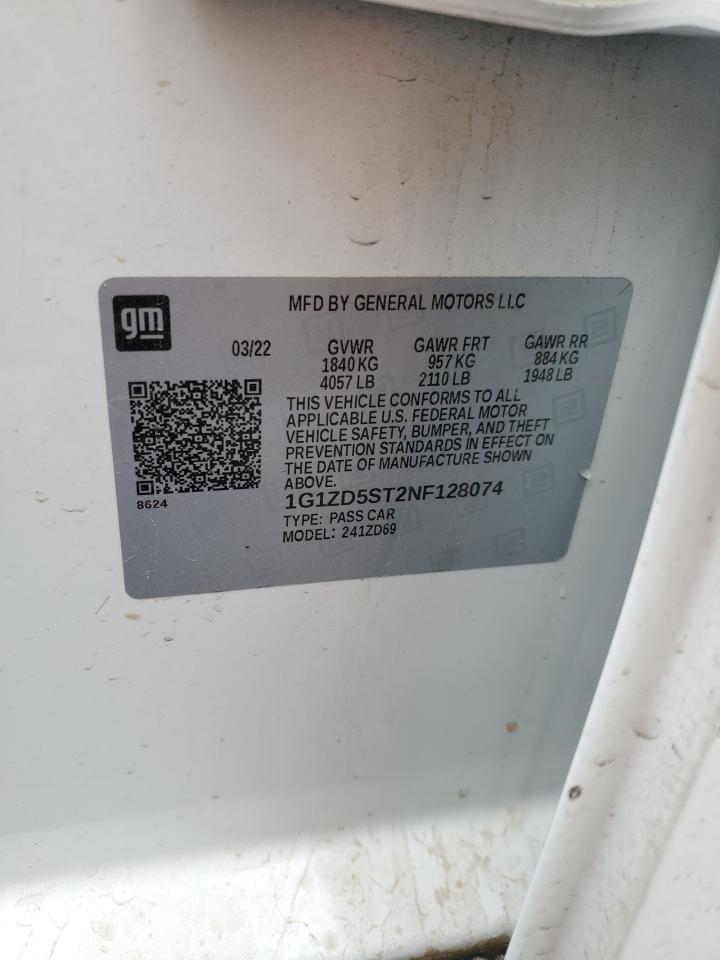 gm
MFD BY GENERAL MOTORS LLC
03/22 GVWR GAWR FRT GAWR RR
1840 KG 957 KG 884 KG
4057 LB 2110 LB 1948 LB
THIS VEHICLE CONFORMS TO ALL
APPLICABLE U.S. FEDERAL MOTOR
VEHICLE SAFETY, BUMPER, AND THEFT
PREVENTION STANDARDS IN EFFECT ON
THE DATE OF MANUFACTURE SHOWN
ABOVE.
8624
1G1ZD5ST2NF128074
TYPE: PASS CAR
MODEL: 241ZD69